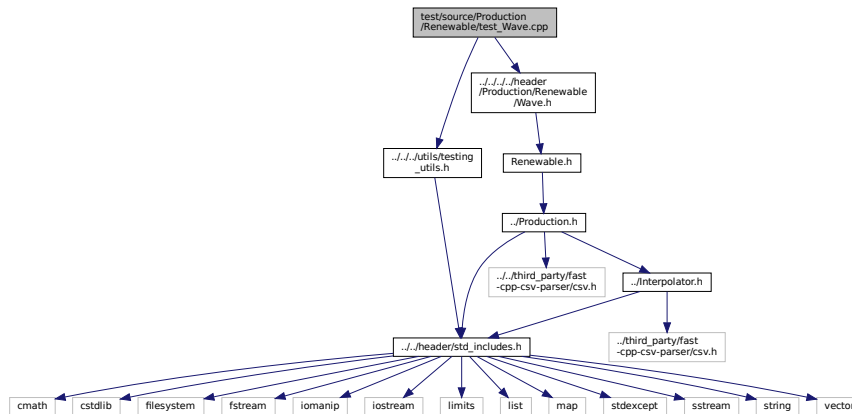 test/source/Production
/Renewable/test_Wave.cpp
../../../../header
/Production/Renewable
/Wave.h
../../../utils/testing
_utils.h
Renewable.h
../Production.h
../../third_party/fast
-cpp-csv-parser/csv.h
../Interpolator.h
../../header/std_includes.h
../third_party/fast
-cpp-csv-parser/csv.h
cmath
cstdlib
filesystem
fstream
iomanip
iostream
limits
list
map
stdexcept
sstream
string
vector